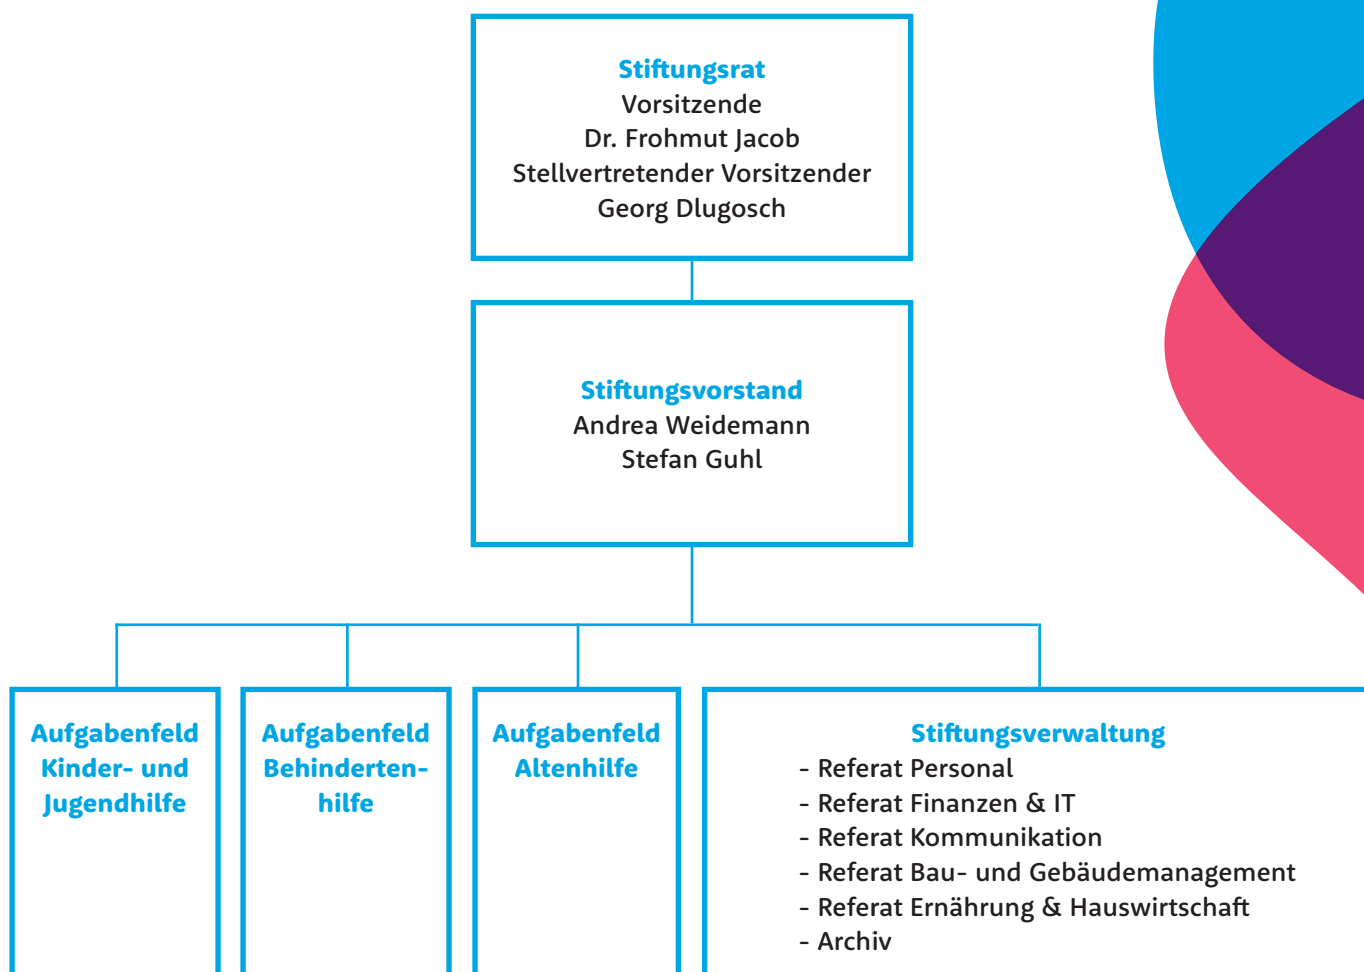 Stiftungsrat
Vorsitzende
Dr. Frohmut Jacob
Stellvertretender Vorsitzender
Georg Dlugosch
Stiftungsvorstand
Andrea Weidemann
Stefan Guhl
Aufgabenfeld
Kinder- und
Jugendhilfe
Aufgabenfeld
Behinderten-
hilfe
Aufgabenfeld
Altenhilfe
Stiftungsverwaltung
- Referat Personal
- Referat Finanzen & IT
- Referat Kommunikation
- Referat Bau- und Gebäudemanagement
- Referat Ernährung & Hauswirtschaft
- Archiv